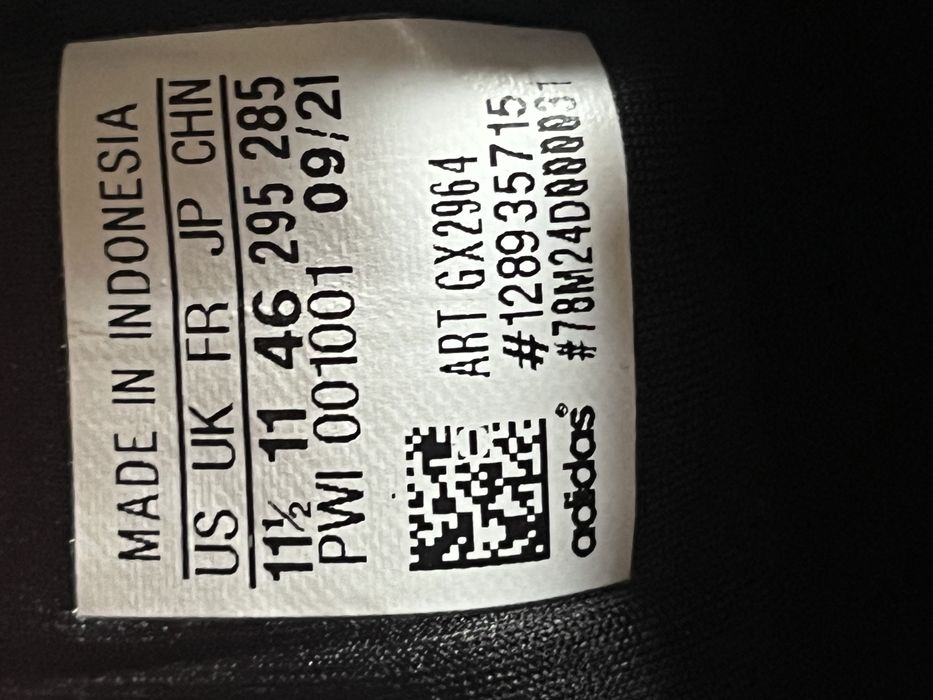 MADE IN INDONESIA
US UK FR JP CHN
11½ 11 46 295 285
PWI 001001 09/21
ART GX2964
#128935715
#78M24D000031
adidas®